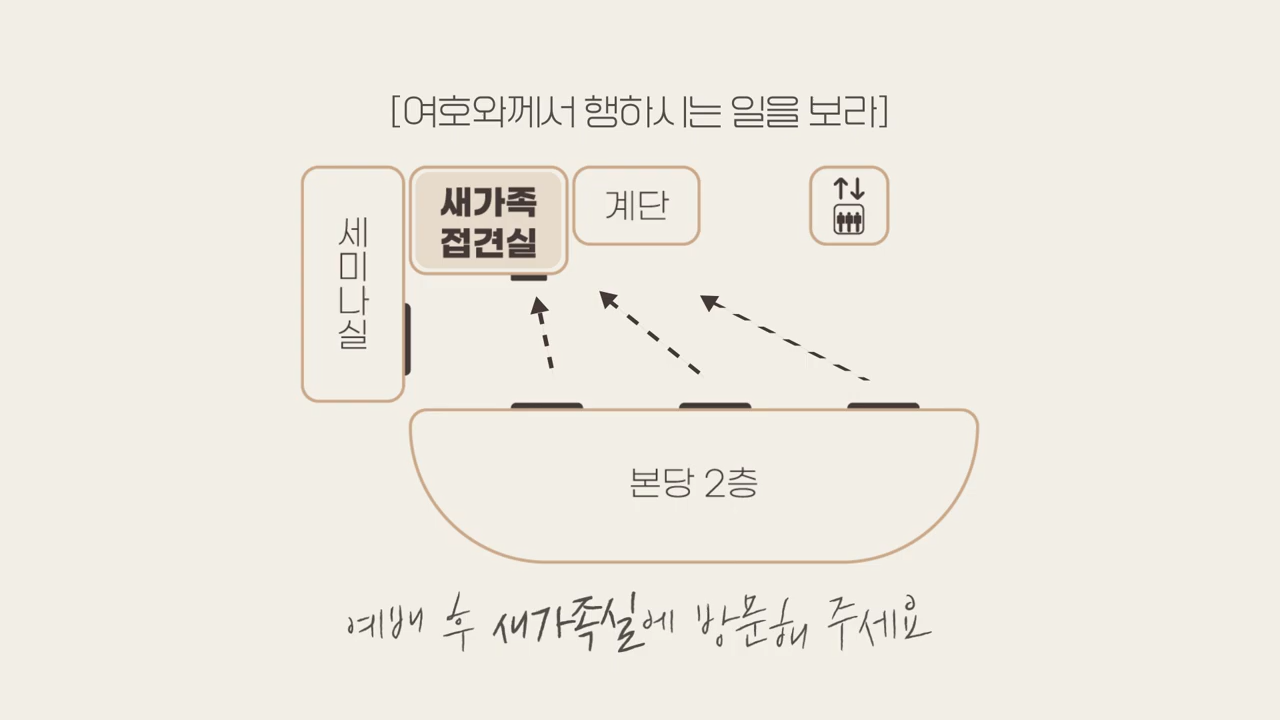 [여호와께서 행하시는 일을 보라]
세미나실
새가족
접견실
계단
본당 2층
예배 후 새가족실에 방문해 주세요